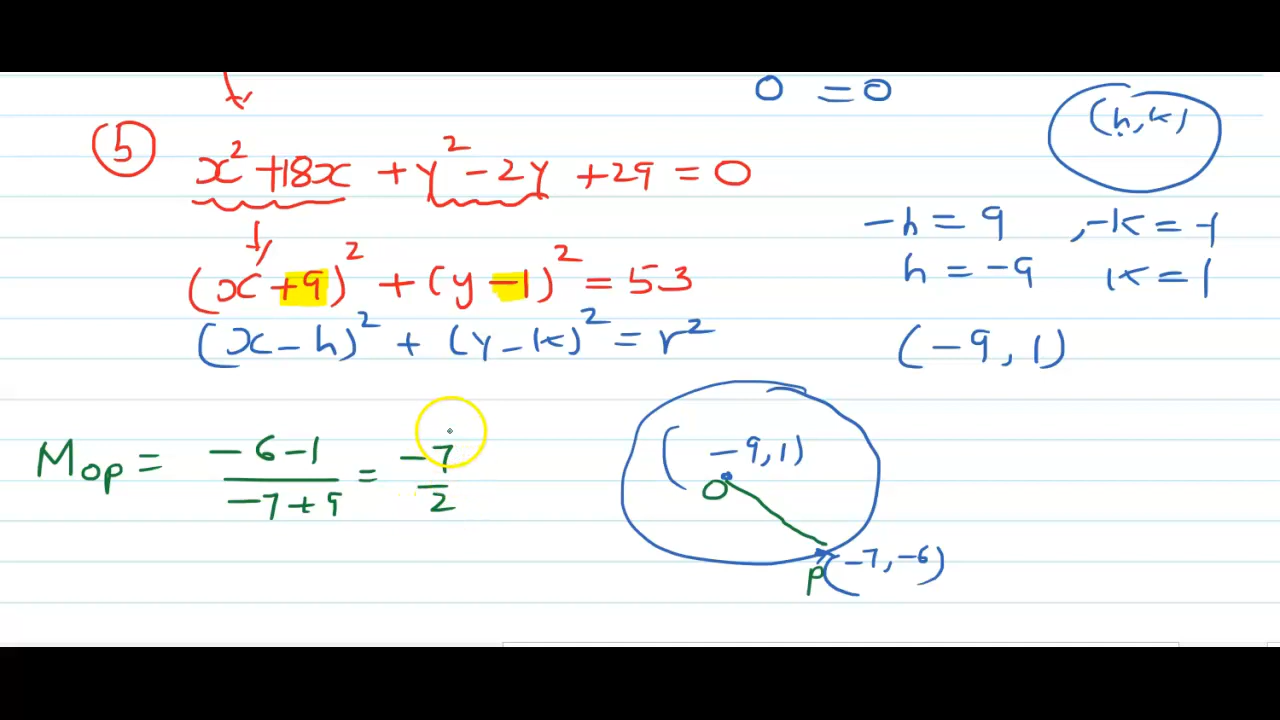 0 = 0
(h, k)
5
x² + 18x + y² - 2y + 29 = 0
-h = 9 , -k = -1
(x + 9)² + (y - 1)² = 53
h = -9 k = 1
(x - h)² + (y - k)² = r²
(-9, 1)
M_OP = (-6 - 1)/(-7 + 9) = -7/2
(-9, 1)
O
P (-7, -6)